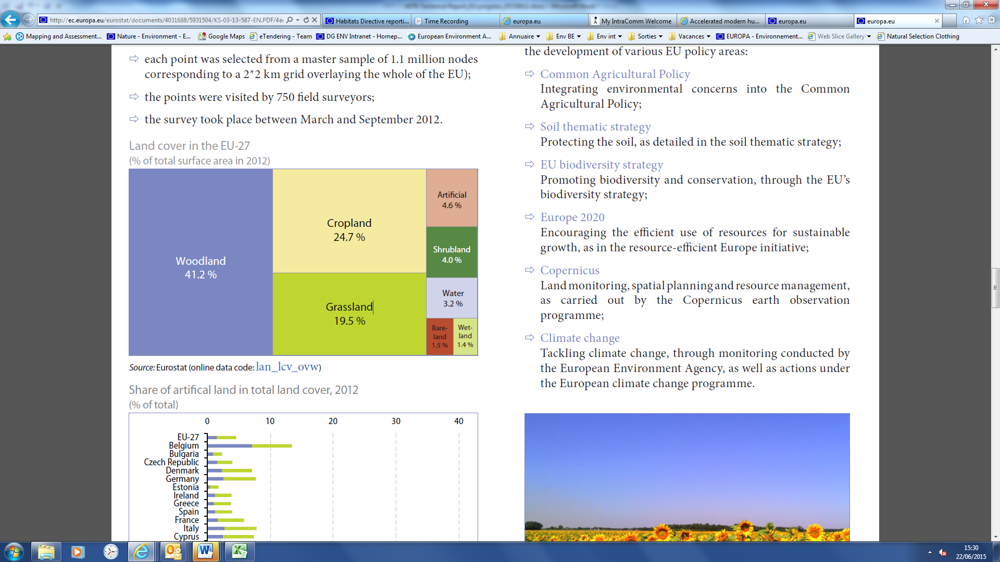 http://ec.europa.eu/eurostat/documents/4031688/5931504/KS-03-13-587-EN.PDF/4e
Habitats Directive reporti...
Time Recording
europa.eu
My IntraComm Welcome
Accelerated modern hu...
europa.eu
europa.eu
Mapping and Assessment...
Nature - Environment - E...
Google Maps
eTendering - Team
DG ENV Intranet - Homep...
European Environment A...
Annuaire
Env BE
Env int
Sorties
Vacances
EUROPA - Environnement...
Web Slice Gallery
Natural Selection Clothing
each point was selected from a master sample of 1.1 million nodes
corresponding to a 2*2 km grid overlaying the whole of the EU);
the points were visited by 750 field surveyors;
the survey took place between March and September 2012.
Land cover in the EU-27
(% of total surface area in 2012)
Woodland
41.2 %
Cropland
24.7 %
Grassland
19.5 %
Artificial
4.6 %
Shrubland
4.0 %
Water
3.2 %
Bare-
land
1.5 %
Wet-
land
1.4 %
Source: Eurostat (online data code: lan_lcv_ovw)
Share of artifical land in total land cover, 2012
(% of total)
0 10 20 30 40
EU-27
Belgium
Bulgaria
Czech Republic
Denmark
Germany
Estonia
Ireland
Greece
Spain
France
Italy
Cyprus
the development of various EU policy areas:
Common Agricultural Policy
Integrating environmental concerns into the Common
Agricultural Policy;
Soil thematic strategy
Protecting the soil, as detailed in the soil thematic strategy;
EU biodiversity strategy
Promoting biodiversity and conservation, through the EU's
biodiversity strategy;
Europe 2020
Encouraging the efficient use of resources for sustainable
growth, as in the resource-efficient Europe initiative;
Copernicus
Land monitoring, spatial planning and resource management,
as carried out by the Copernicus earth observation
programme;
Climate change
Tackling climate change, through monitoring conducted by
the European Environment Agency, as well as actions under
the European climate change programme.
15:30
22/06/2015